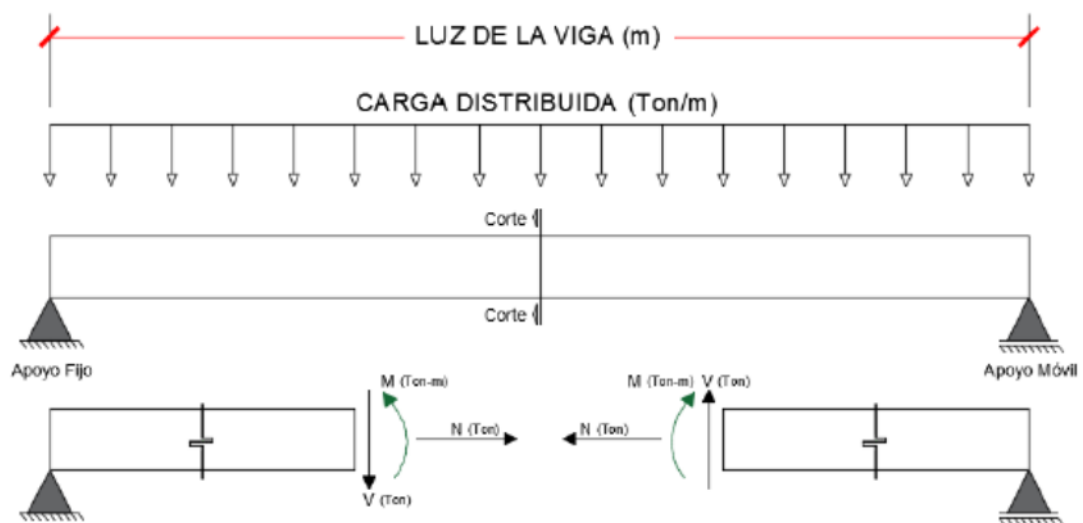 LUZ DE LA VIGA (m)
CARGA DISTRIBUIDA (Ton/m)
Corte
Corte
Apoyo Fijo
Apoyo Móvil
M (Ton-m)
M (Ton-m) V (Ton)
N (Ton)
N (Ton)
V (Ton)